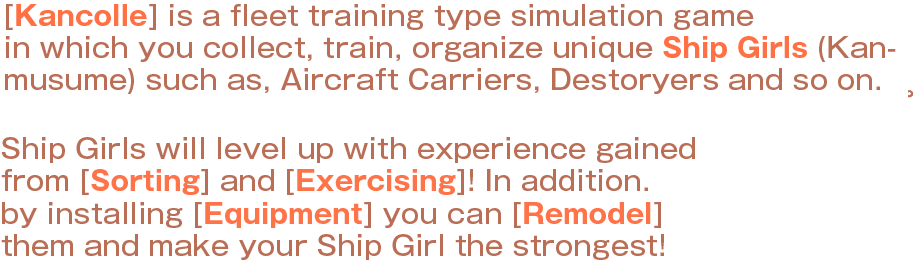 [Kancolle] is a fleet training type simulation game
in which you collect, train, organize unique Ship Girls (Kan-
musume) such as, Aircraft Carriers, Destoryers and so on. 。
Ship Girls will level up with experience gained
from [Sorting] and [Exercising]! In addition.
by installing [Equipment] you can [Remodel]
them and make your Ship Girl the strongest!